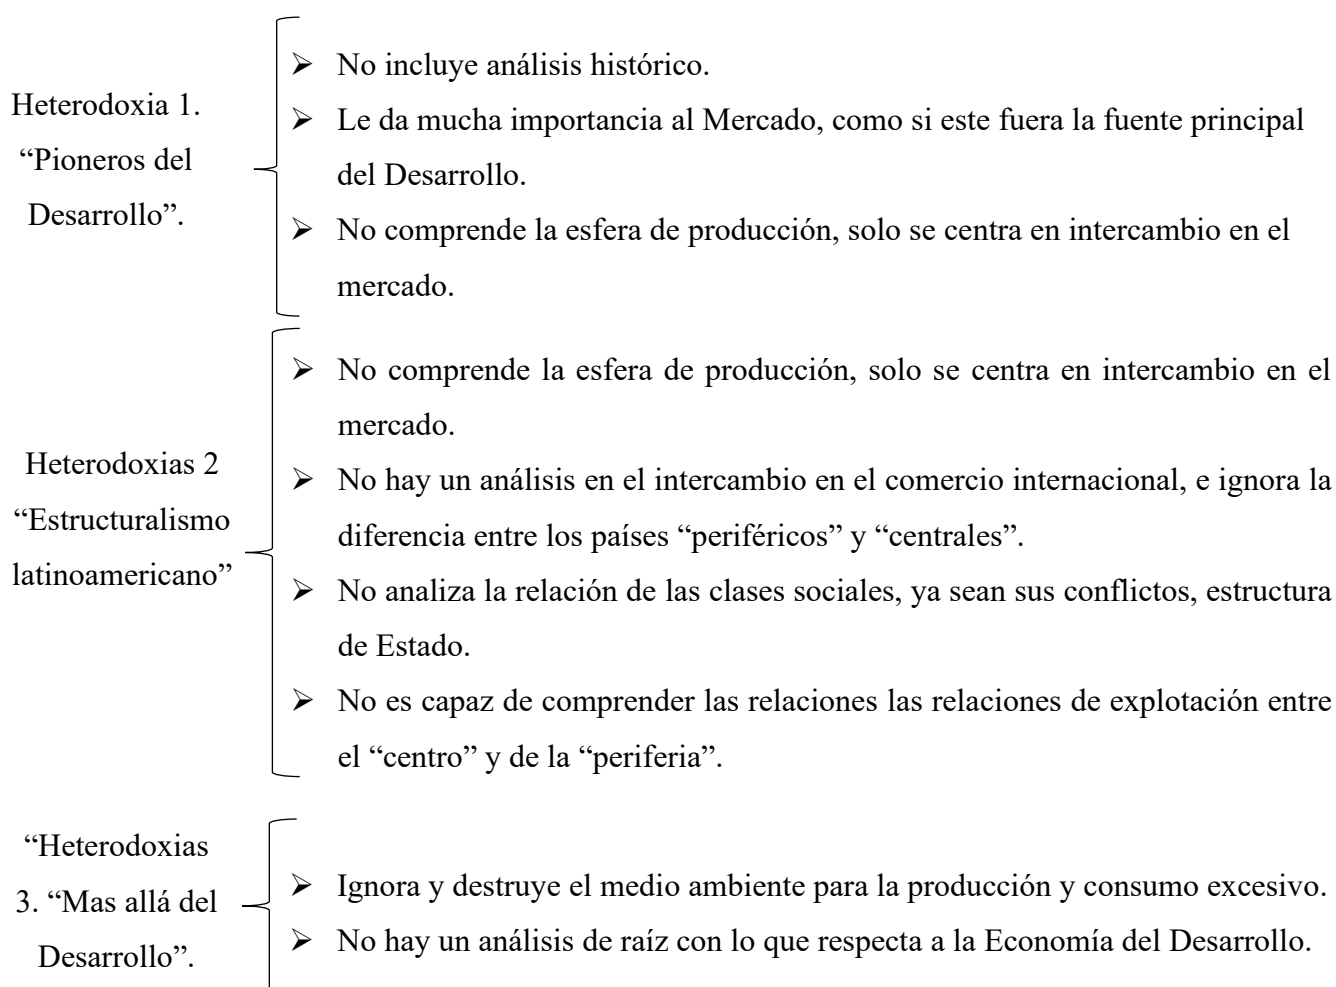 Heterodoxia 1.
“Pioneros del
Desarrollo”.
➢ No incluye análisis histórico.
➢ Le da mucha importancia al Mercado, como si este fuera la fuente principal
del Desarrollo.
➢ No comprende la esfera de producción, solo se centra en intercambio en el
mercado.
Heterodoxias 2
“Estructuralismo
latinoamericano”
➢ No comprende la esfera de producción, solo se centra en intercambio en el
mercado.
➢ No hay un análisis en el intercambio en el comercio internacional, e ignora la
diferencia entre los países “periféricos” y “centrales”.
➢ No analiza la relación de las clases sociales, ya sean sus conflictos, estructura
de Estado.
➢ No es capaz de comprender las relaciones las relaciones de explotación entre
el “centro” y de la “periferia”.
“Heterodoxias
3. “Mas allá del
Desarrollo”.
➢ Ignora y destruye el medio ambiente para la producción y consumo excesivo.
➢ No hay un análisis de raíz con lo que respecta a la Economía del Desarrollo.